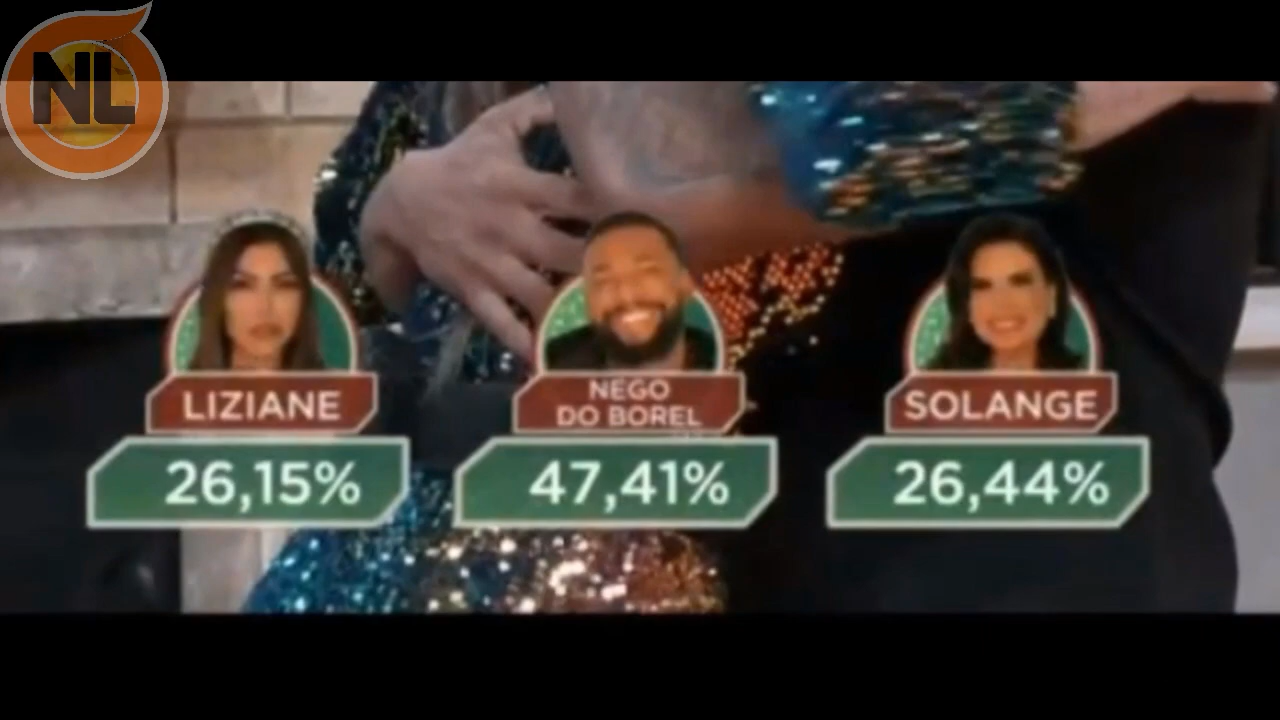 NL
LIZIANE
NEGO
DO BOREL
SOLANGE
26,15%
47,41%
26,44%